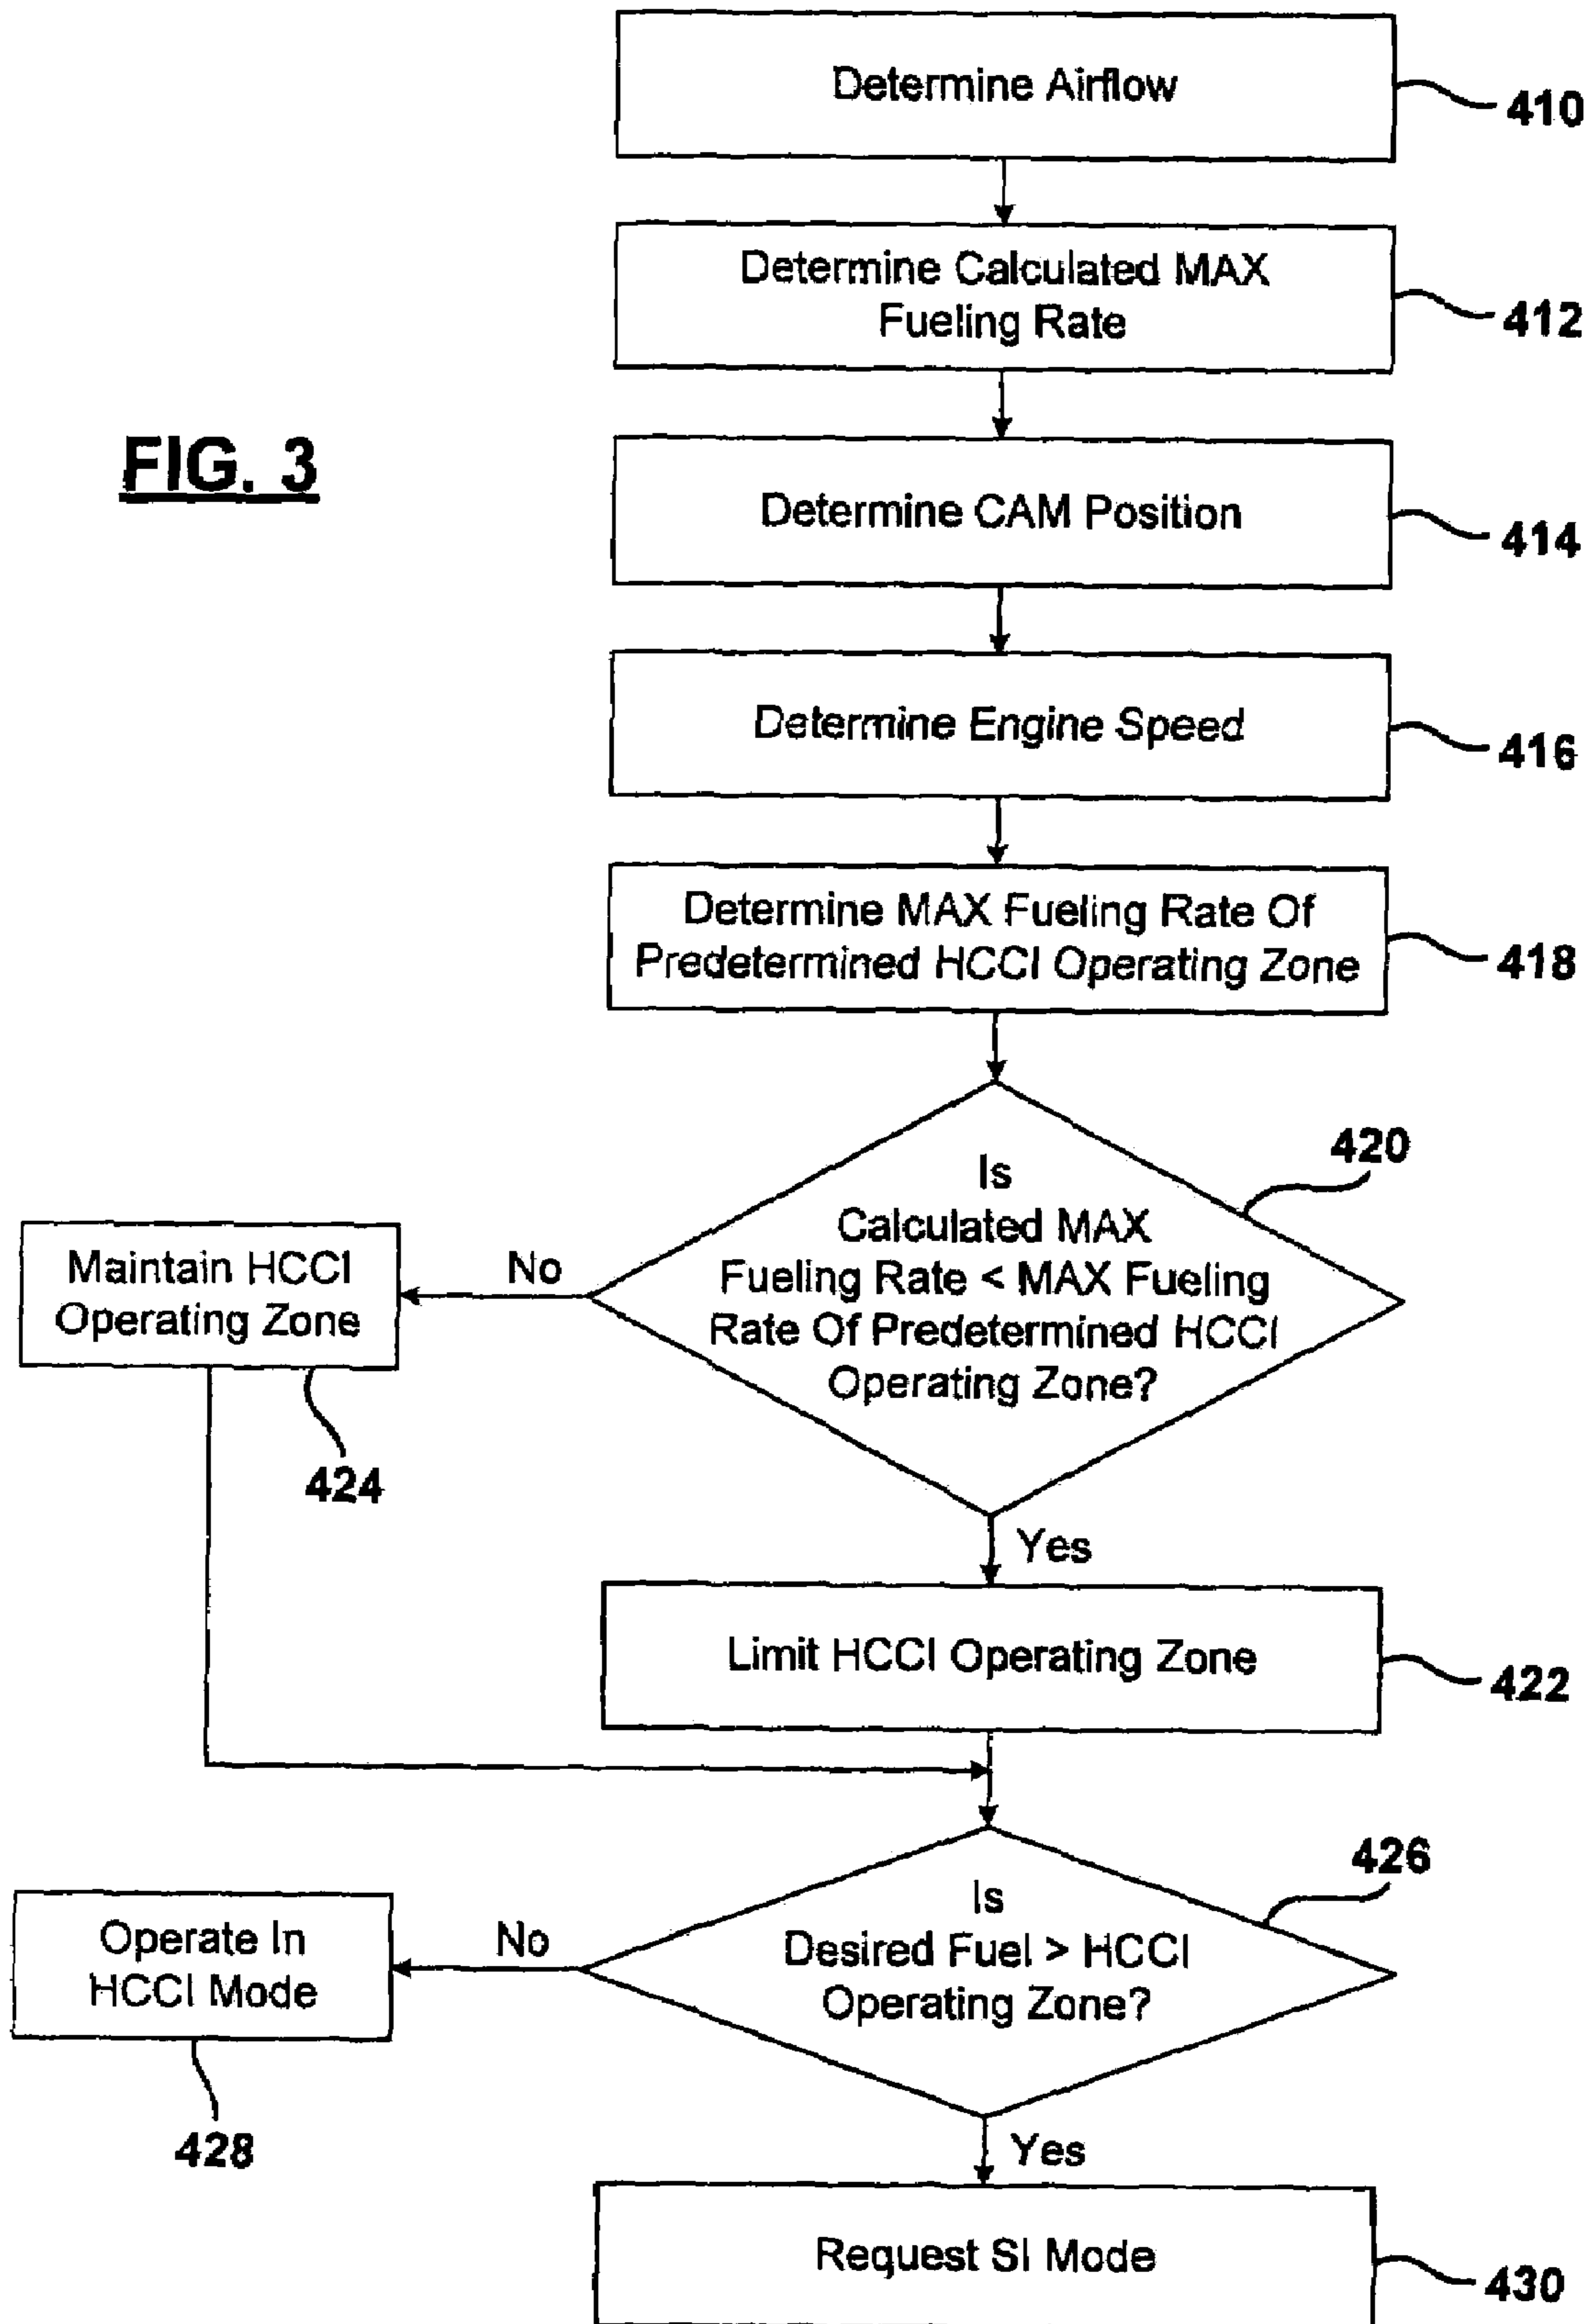 Determine Airflow
410
Determine Calculated MAX
Fueling Rate
412
FIG. 3
Determine CAM Position
414
Determine Engine Speed
416
Determine MAX Fueling Rate Of
Predetermined HCCI Operating Zone
418
420
Is
Calculated MAX
Fueling Rate < MAX Fueling
Rate Of Predetermined HCCI
Operating Zone?
No
Maintain HCCI
Operating Zone
424
Yes
Limit HCCI Operating Zone
422
426
Is
Desired Fuel > HCCI
Operating Zone?
No
Operate In
HCCI Mode
428
Yes
Request SI Mode
430